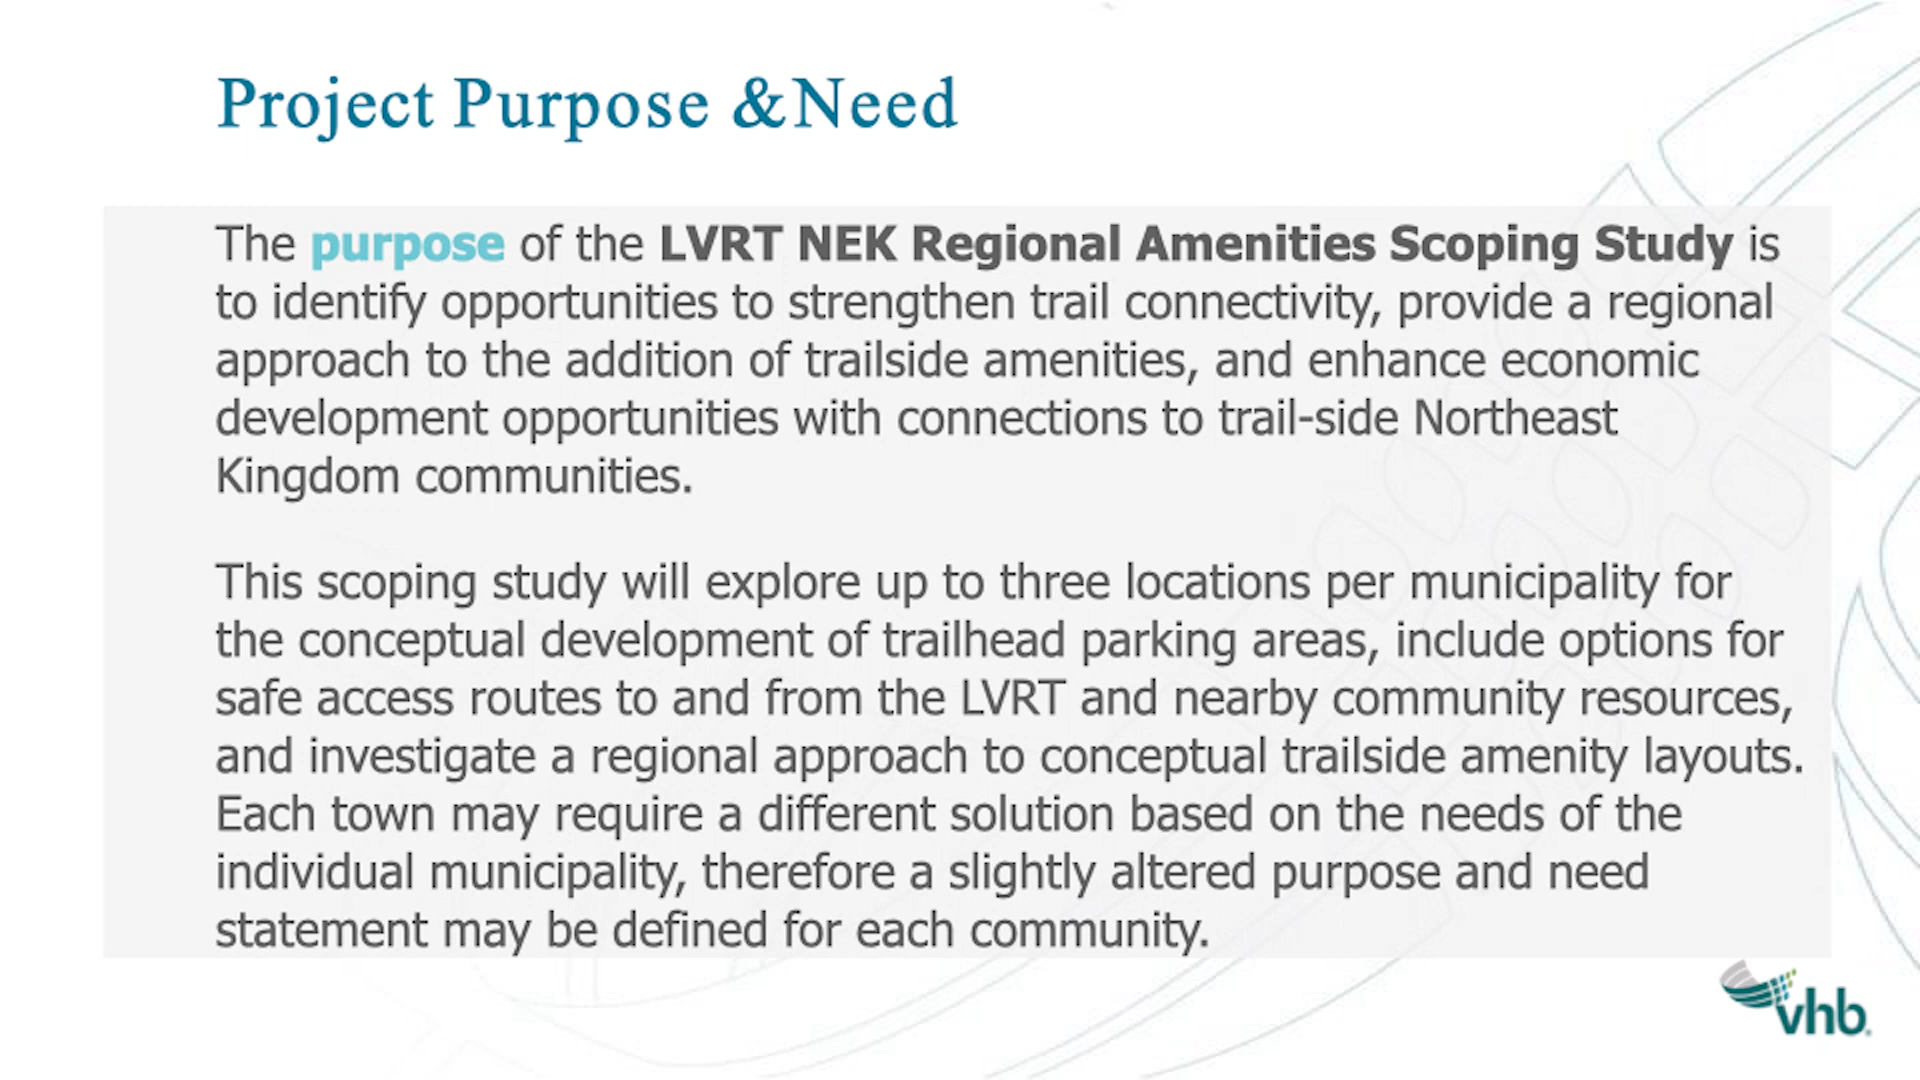 Project Purpose &Need
The purpose of the LVRT NEK Regional Amenities Scoping Study is
to identify opportunities to strengthen trail connectivity, provide a regional
approach to the addition of trailside amenities, and enhance economic
development opportunities with connections to trail-side Northeast
Kingdom communities.
This scoping study will explore up to three locations per municipality for
the conceptual development of trailhead parking areas, include options for
safe access routes to and from the LVRT and nearby community resources,
and investigate a regional approach to conceptual trailside amenity layouts.
Each town may require a different solution based on the needs of the
individual municipality, therefore a slightly altered purpose and need
statement may be defined for each community.
vhb